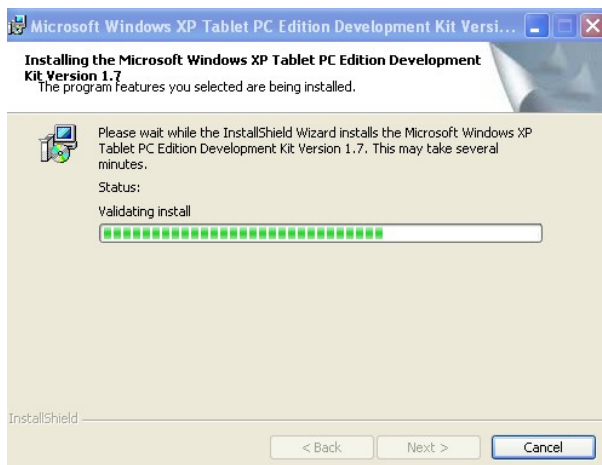 Microsoft Windows XP Tablet PC Edition Development Kit Versi...
Installing the Microsoft Windows XP Tablet PC Edition Development
Kit Version 1.7
The program features you selected are being installed.
Please wait while the InstallShield Wizard installs the Microsoft Windows XP
Tablet PC Edition Development Kit Version 1.7. This may take several
minutes.
Status:
Validating install
InstallShield
< Back
Next >
Cancel